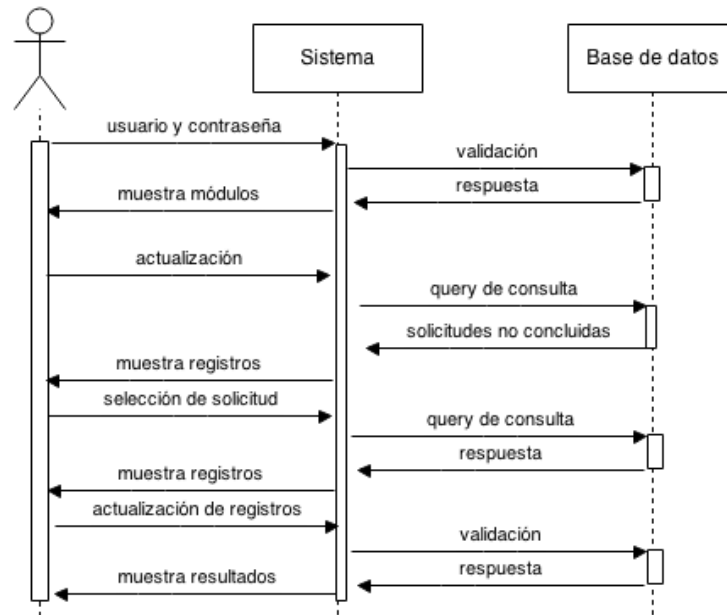 Sistema
Base de datos
usuario y contraseña
validación
respuesta
muestra módulos
actualización
query de consulta
solicitudes no concluidas
muestra registros
selección de solicitud
query de consulta
respuesta
muestra registros
actualización de registros
validación
respuesta
muestra resultados